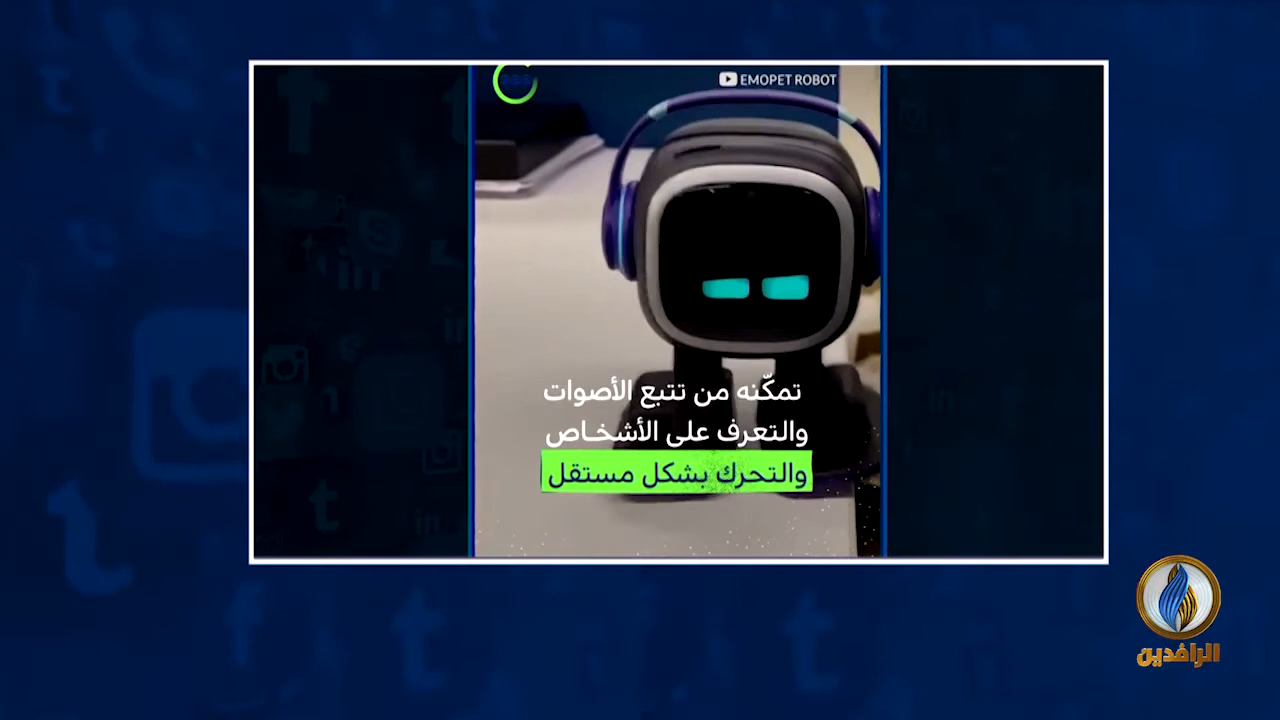 EMOPET ROBOT
تمكّنه من تتبع الأصوات
والتعرف على الأشخاص
والتحرك بشكل مستقل
الرافدين